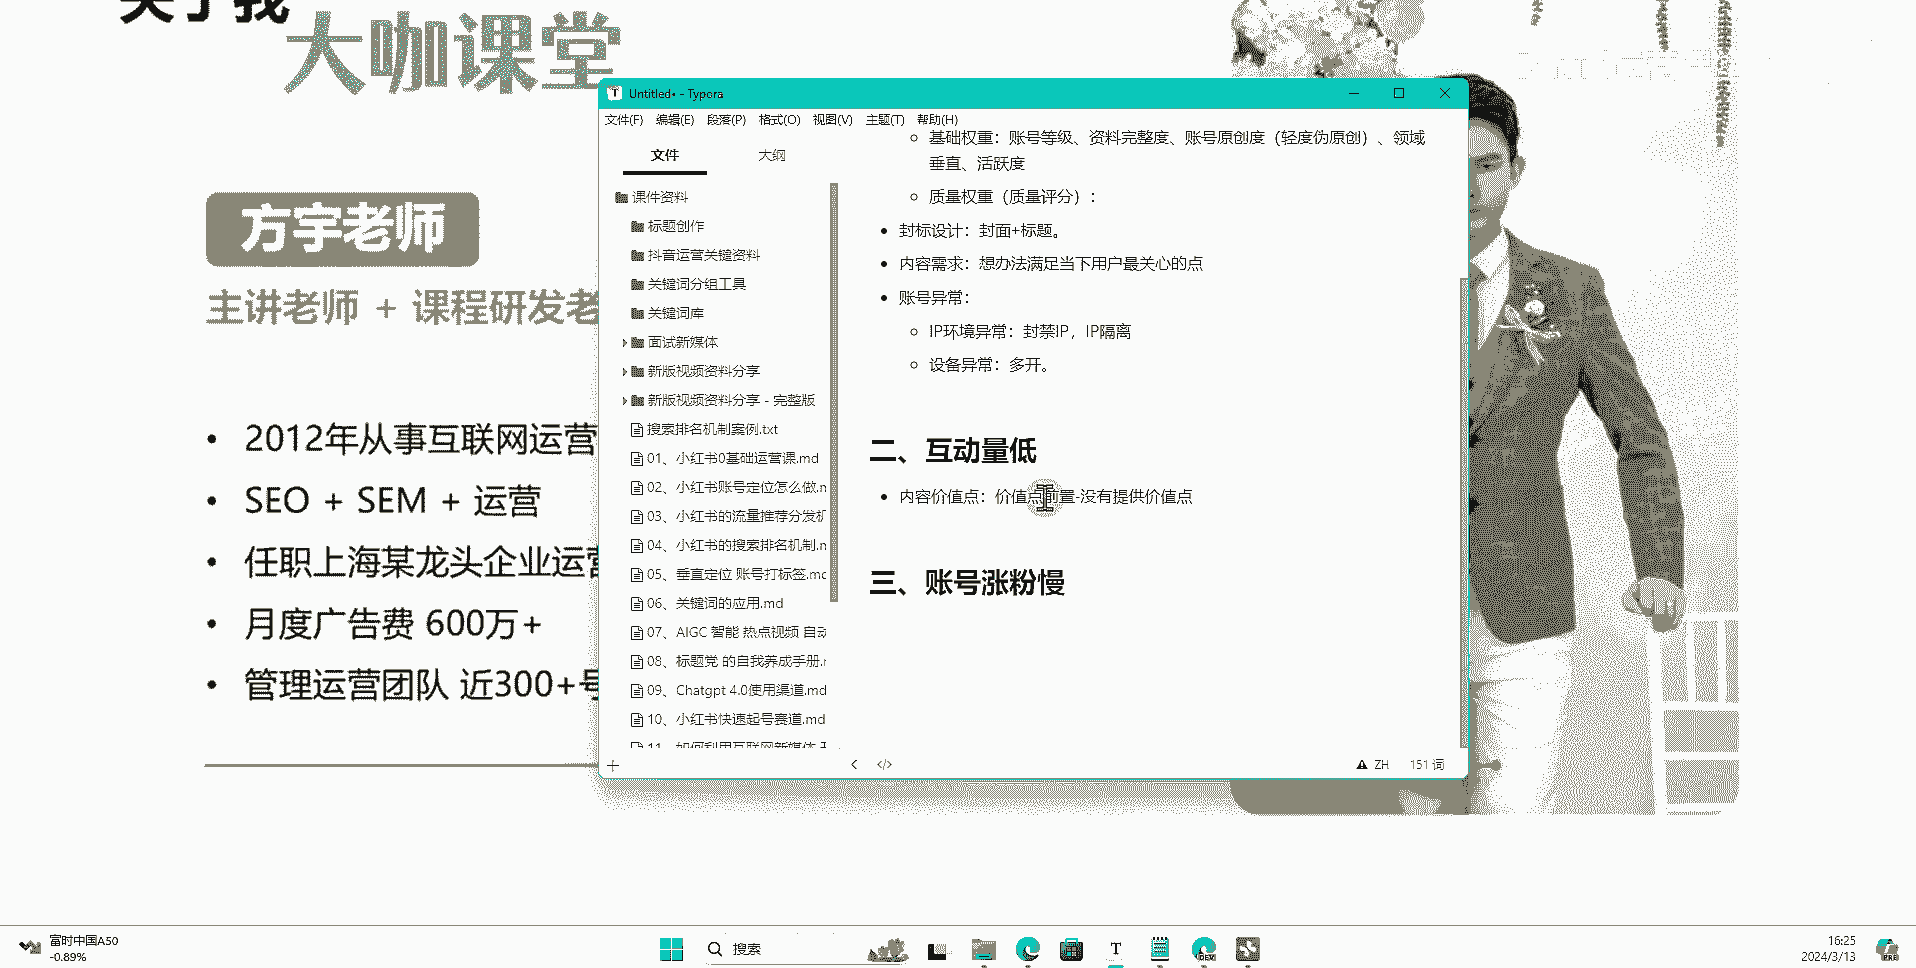 关于我
大咖课堂
方宇老师
主讲老师 + 课程研发老
2012年从事互联网运营
SEO + SEM + 运营
任职上海某龙头企业运营
月度广告费 600万+
管理运营团队 近300+号
Untitled• - Typora
文件(F) 编辑(E) 段落(P) 格式(O) 视图(V) 主题(T) 帮助(H)
文件 大纲
课件资料
标题创作
抖音运营关键资料
关键词分组工具
关键词库
面试新媒体
新版视频资料分享
新版视频资料分享 - 完整版
搜索排名机制案例.txt
01、小红书0基础运营课.md
02、小红书账号定位怎么做.m
03、小红书的流量推荐分发机
04、小红书的搜索排名机制.m
05、垂直定位 账号打标签.mc
06、关键词的应用.md
07、AIGC 智能 热点视频 自动
08、标题党 的自我养成手册.r
09、Chatgpt 4.0使用渠道.md
10、小红书快速起号赛道.md
11、如何利用互联网新媒体
基础权重：账号等级、资料完整度、账号原创度（轻度伪原创）、领域
垂直、活跃度
质量权重（质量评分）：
封标设计：封面+标题。
内容需求：想办法满足当下用户最关心的点
账号异常：
IP环境异常：封禁IP，IP隔离
设备异常：多开。
二、互动量低
内容价值点：价值点前置-没有提供价值点
三、账号涨粉慢
ZH 151 词
富时中国A50
-0.89%
搜索
16:25
2024/3/13